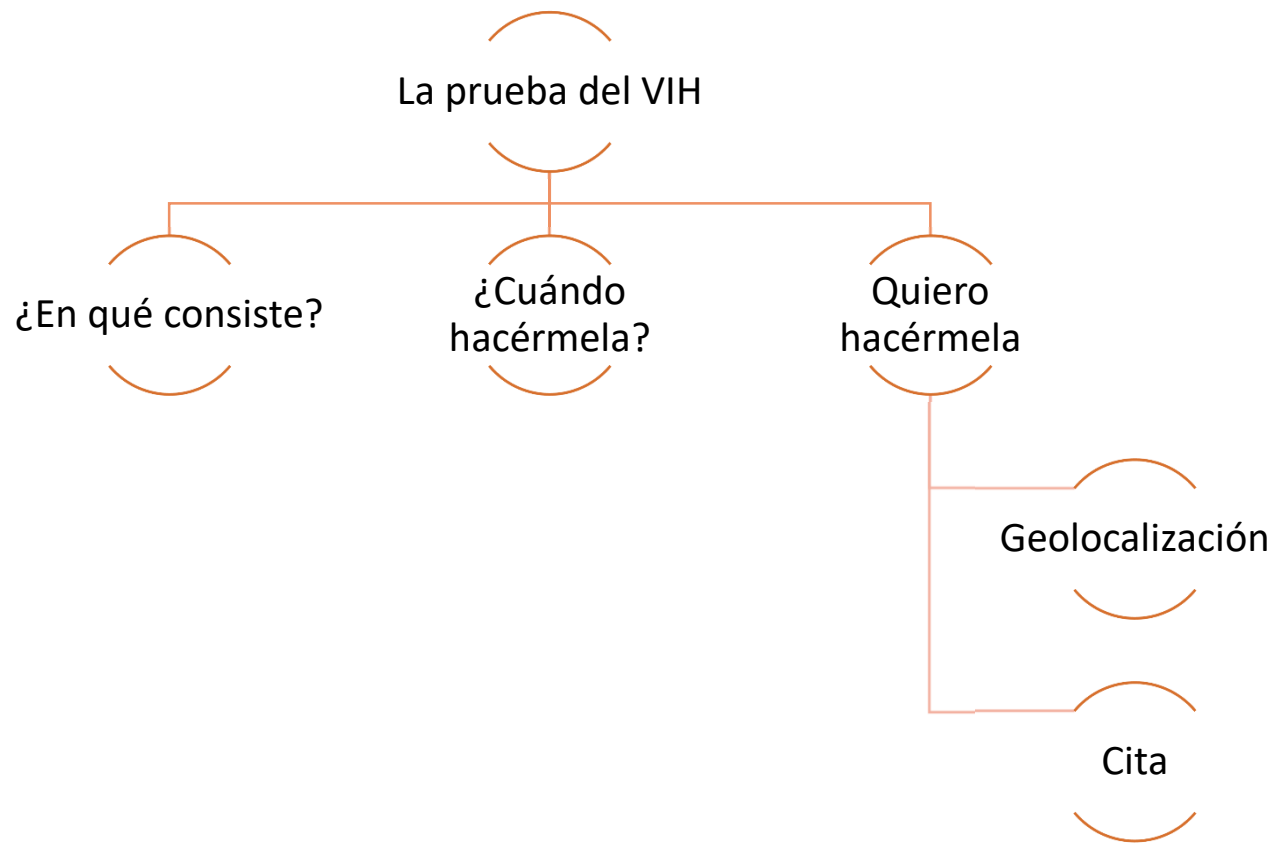 La prueba del VIH
¿En qué consiste?
¿Cuándo
hacérmela?
Quiero
hacérmela
Geolocalización
Cita